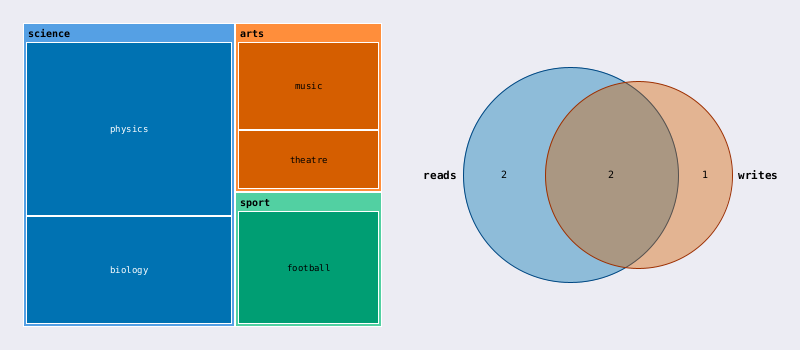 science
physics
biology
arts
music
theatre
sport
football
reads
2
2
1
writes